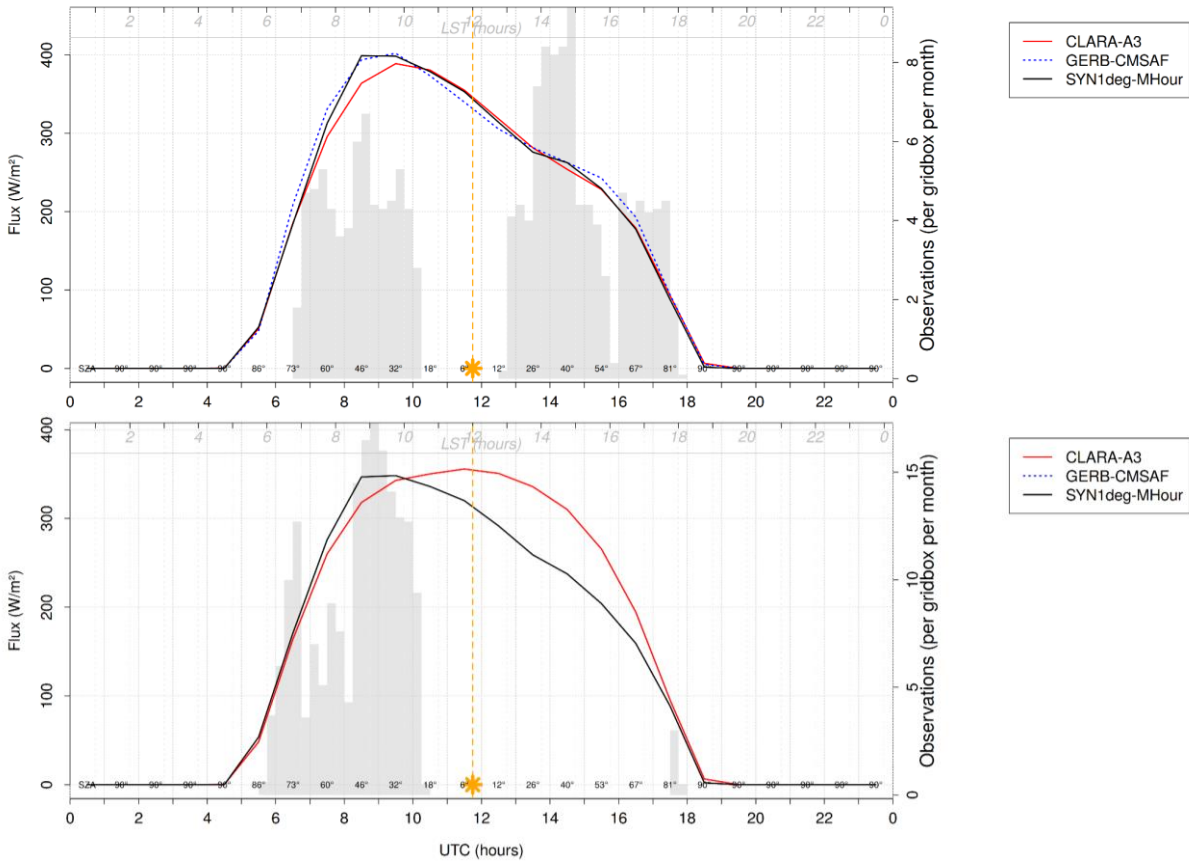 2 4 6 8 10 12 14 16 18 20 22 0
LST (hours)
CLARA-A3
GERB-CMSAF
SYN1deg-MHour
Flux (W/m²)
400
300
200
100
0
Observations (per gridbox per month)
8
6
4
2
0
SZA 90° 90° 90° 90° 86° 73° 60° 46° 32° 18° 6° 12° 26° 40° 54° 67° 81° 90° 90° 90° 90° 90° 90°
0 2 4 6 8 10 12 14 16 18 20 22 0
2 4 6 8 10 12 14 16 18 20 22 0
LST (hours)
CLARA-A3
GERB-CMSAF
SYN1deg-MHour
Flux (W/m²)
400
300
200
100
0
Observations (per gridbox per month)
15
10
5
0
SZA 90° 90° 90° 90° 86° 73° 60° 46° 32° 18° 6° 12° 26° 40° 53° 67° 81° 90° 90° 90° 90° 90° 90°
0 2 4 6 8 10 12 14 16 18 20 22 0
UTC (hours)